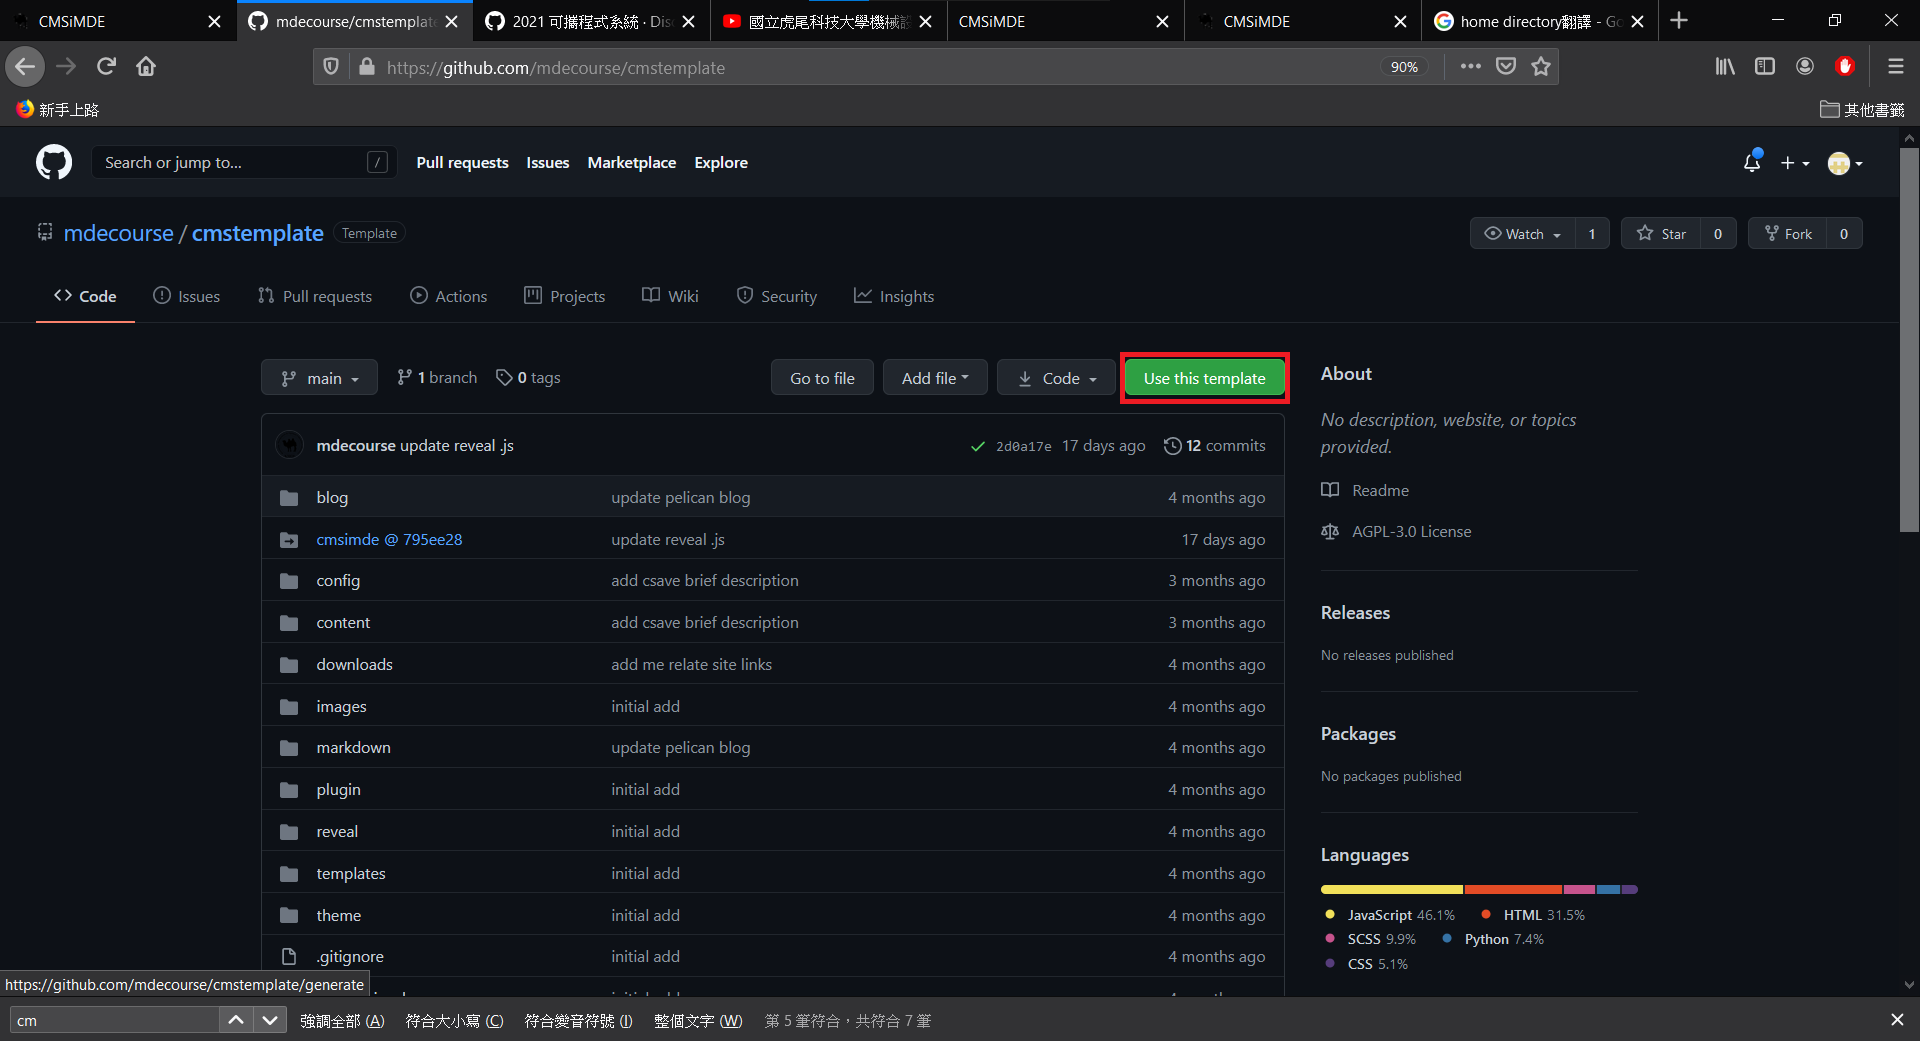 CMSiMDE
mdecourse/cmstemplate
2021 可攜程式系統 · Disc
國立虎尾科技大學機械設
CMSiMDE
CMSiMDE
home directory翻譯 - Go
https://github.com/mdecourse/cmstemplate
90%
新手上路
其他書籤
Search or jump to...
/
Pull requests
Issues
Marketplace
Explore
mdecourse / cmstemplate
Template
Watch 1
Star 0
Fork 0
Code
Issues
Pull requests
Actions
Projects
Wiki
Security
Insights
main
1 branch
0 tags
Go to file
Add file
Code
Use this template
mdecourse update reveal .js
2d0a17e 17 days ago
12 commits
blog update pelican blog 4 months ago
cmsimde @ 795ee28 update reveal .js 17 days ago
config add csave brief description 3 months ago
content add csave brief description 3 months ago
downloads add me relate site links 4 months ago
images initial add 4 months ago
markdown update pelican blog 4 months ago
plugin initial add 4 months ago
reveal initial add 4 months ago
templates initial add 4 months ago
theme initial add 4 months ago
.gitignore initial add 4 months ago
About
No description, website, or topics
provided.
Readme
AGPL-3.0 License
Releases
No releases published
Packages
No packages published
Languages
JavaScript 46.1% HTML 31.5%
SCSS 9.9% Python 7.4%
CSS 5.1%
https://github.com/mdecourse/cmstemplate/generate
cm
強調全部 (A)
符合大小寫 (C)
符合變音符號 (I)
整個文字 (W)
第 5 筆符合，共符合 7 筆